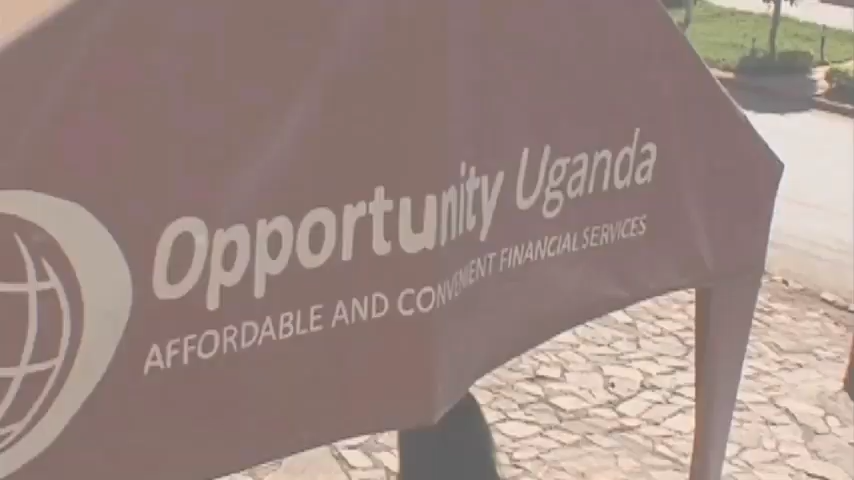 Opportunity Uganda
AFFORDABLE AND CONVENIENT FINANCIAL SERVICES